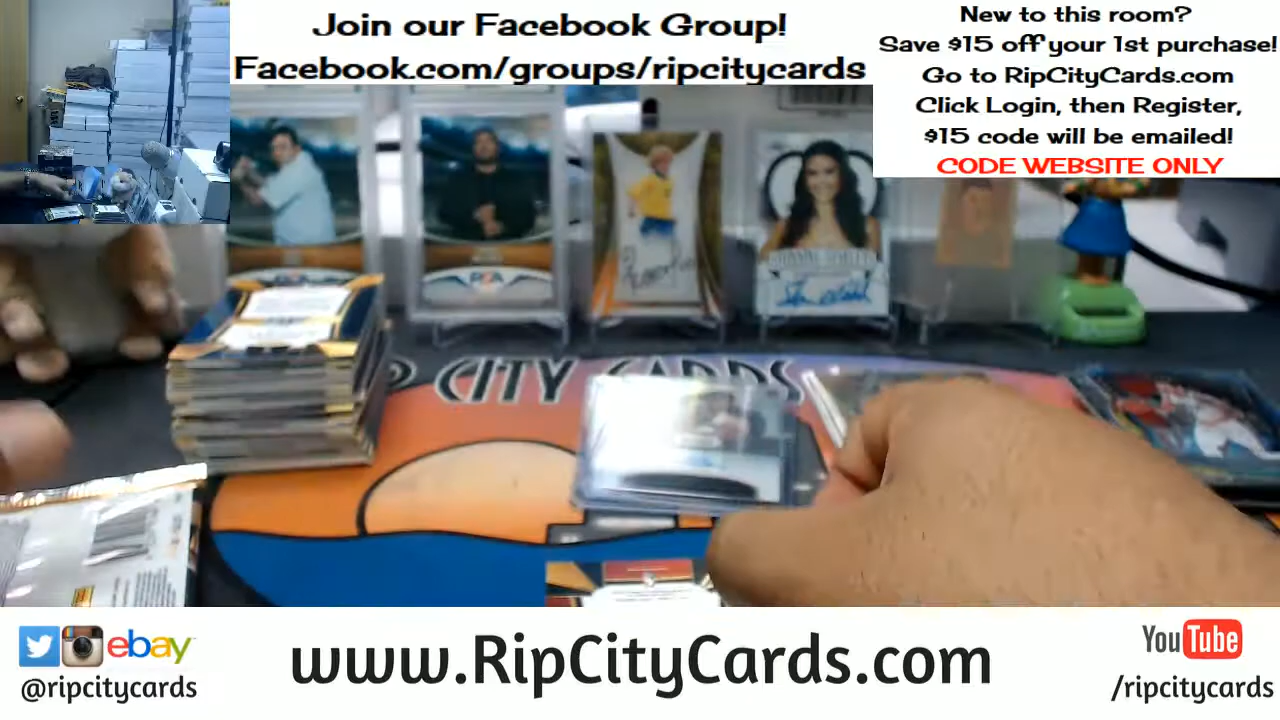 Join our Facebook Group!
Facebook.com/groups/ripcitycards
New to this room?
Save $15 off your 1st purchase!
Go to RipCityCards.com
Click Login, then Register,
$15 code will be emailed!
CODE WEBSITE ONLY
CITY CARDS
ebay
@ripcitycards
www.RipCityCards.com
YouTube
/ripcitycards